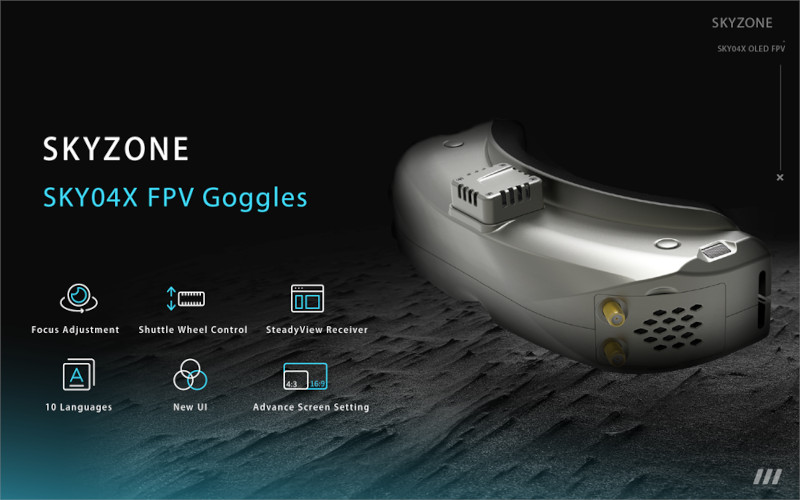 SKYZONE
SKY04X OLED FPV
SKYZONE
SKY04X FPV Goggles
Focus Adjustment
Shuttle Wheel Control
SteadyView Receiver
A
4:3
16:9
10 Languages
New UI
Advance Screen Setting